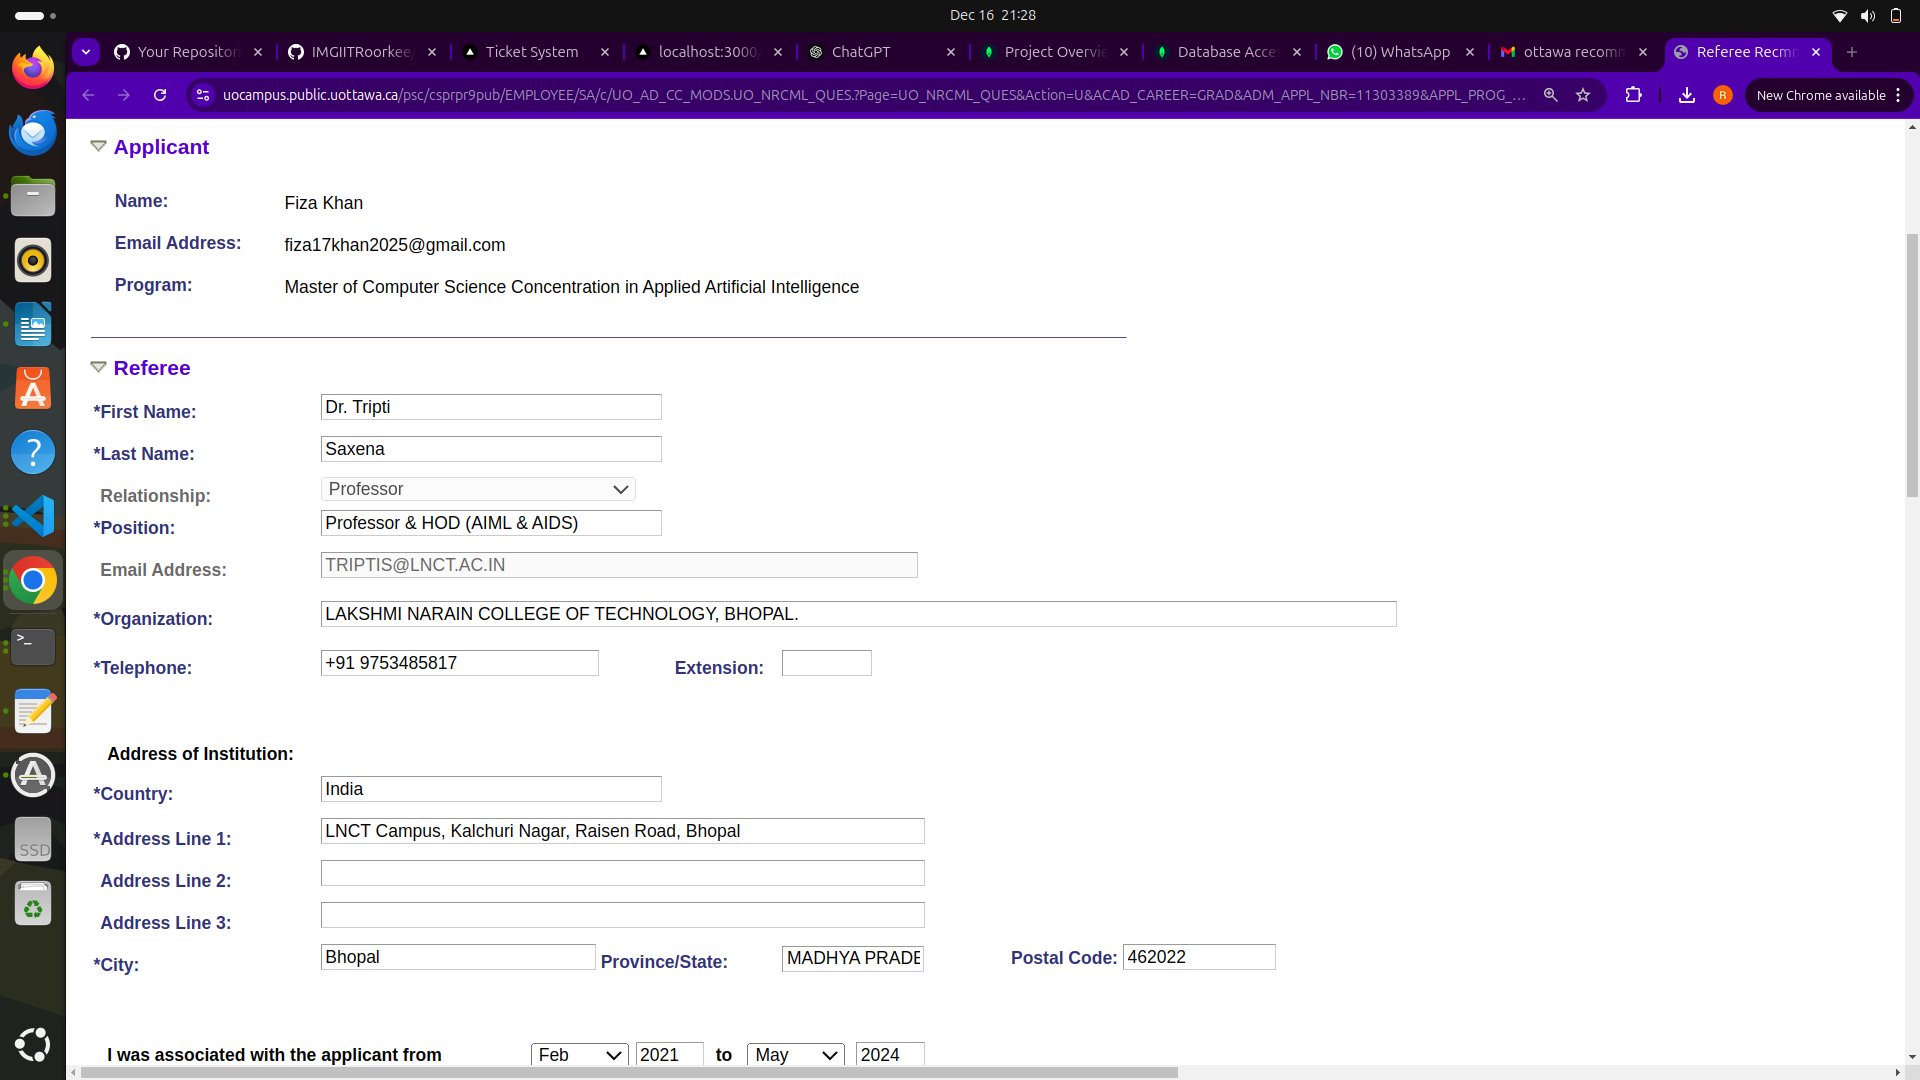 Dec 16 21:28
Your Repositori
IMGIITRoorkee/
Ticket System
localhost:3000/
ChatGPT
Project Overvie
Database Acces
(10) WhatsApp
ottawa recomm
Referee Recmn
uocampus.public.uottawa.ca/psc/csprpr9pub/EMPLOYEE/SA/c/UO_AD_CC_MODS.UO_NRCML_QUES.?Page=UO_NRCML_QUES&Action=U&ACAD_CAREER=GRAD&ADM_APPL_NBR=11303389&APPL_PROG_...
R
New Chrome available
Applicant
Name: Fiza Khan
Email Address: fiza17khan2025@gmail.com
Program: Master of Computer Science Concentration in Applied Artificial Intelligence
Referee
*First Name: Dr. Tripti
*Last Name: Saxena
Relationship: Professor
*Position: Professor & HOD (AIML & AIDS)
Email Address: TRIPTIS@LNCT.AC.IN
*Organization: LAKSHMI NARAIN COLLEGE OF TECHNOLOGY, BHOPAL.
*Telephone: +91 9753485817 Extension:
Address of Institution:
*Country: India
*Address Line 1: LNCT Campus, Kalchuri Nagar, Raisen Road, Bhopal
Address Line 2:
Address Line 3:
*City: Bhopal Province/State: MADHYA PRADE Postal Code: 462022
I was associated with the applicant from Feb 2021 to May 2024
SSD